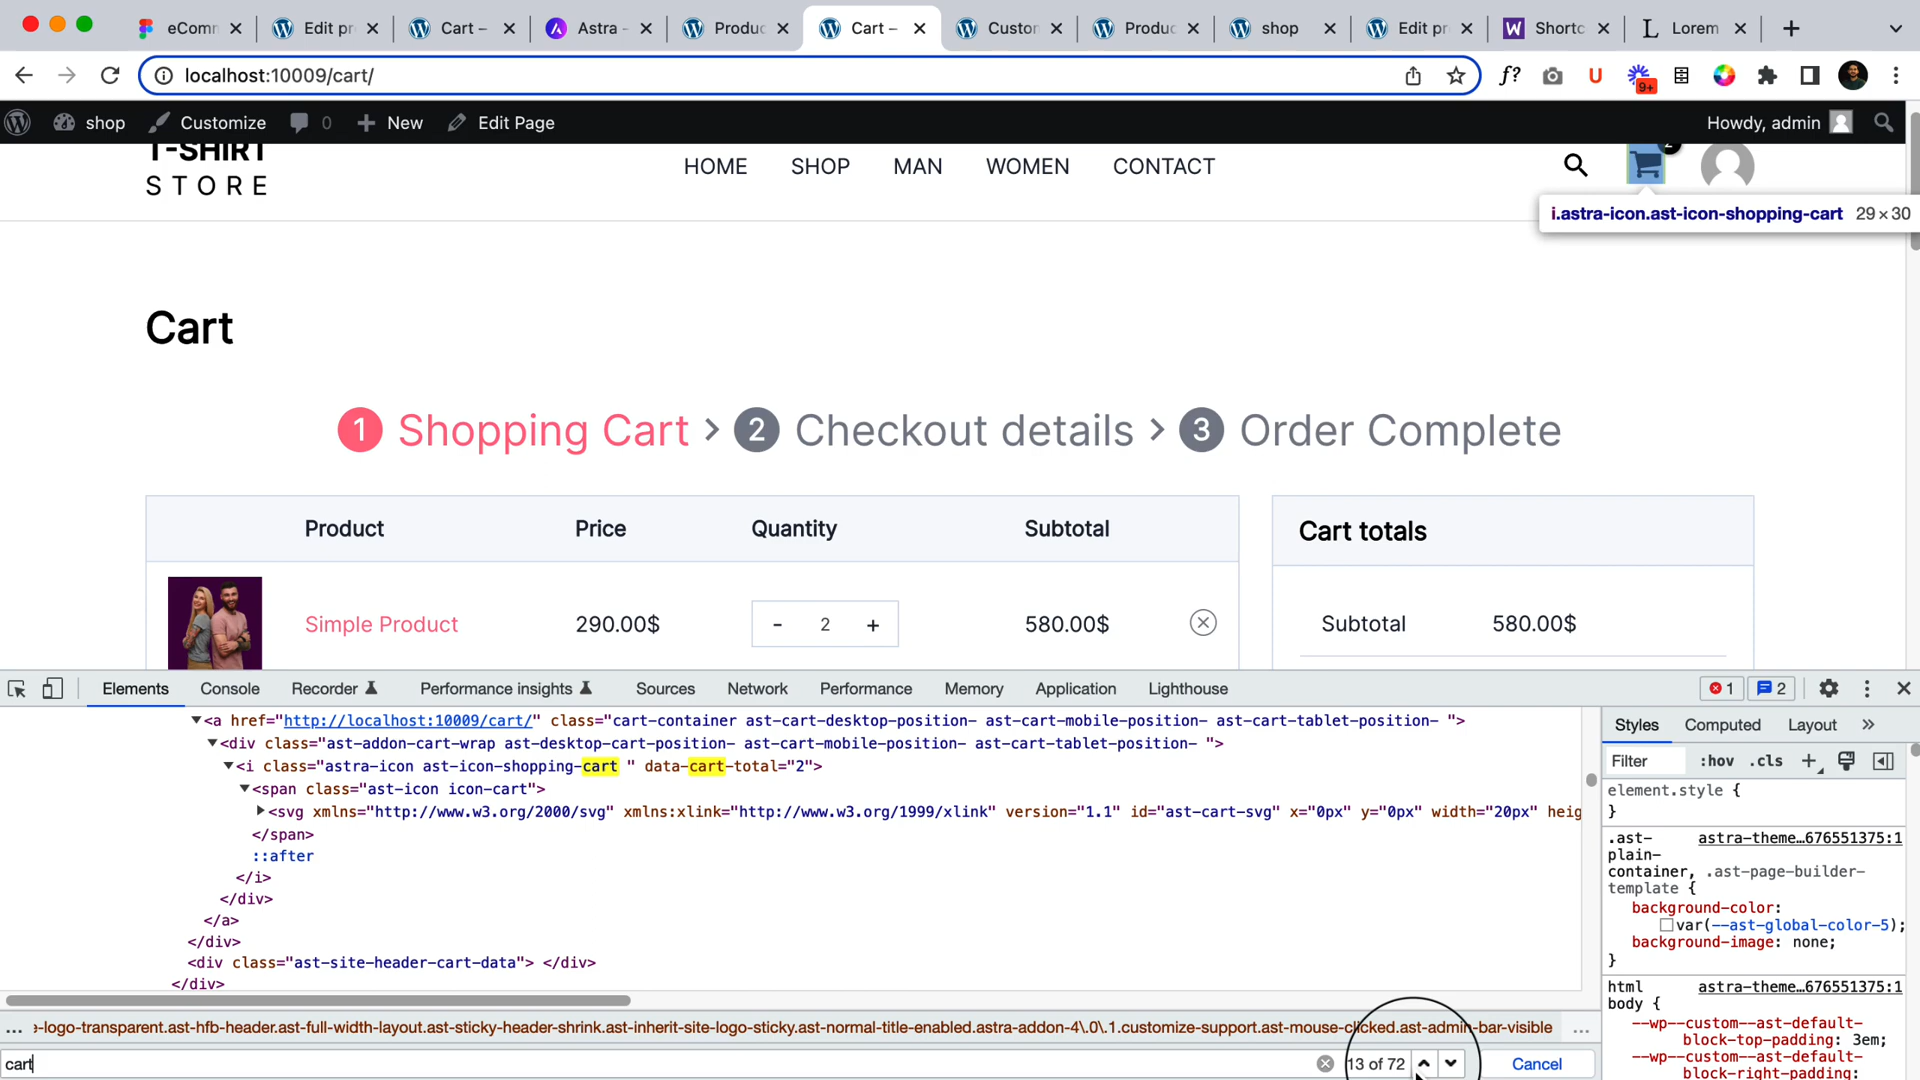 eComm
Edit pr
Cart –
Astra -
Produc
Cart –
Custon
Produc
shop
Edit pr
Shortc
Lorem
localhost:10009/cart/
f?
U
9+
shop
Customize
0
New
Edit Page
Howdy, admin
T-SHIRT
STORE
HOME
SHOP
MAN
WOMEN
CONTACT
2
i.astra-icon.ast-icon-shopping-cart 29×30
Cart
1 Shopping Cart > 2 Checkout details > 3 Order Complete
Product Price Quantity Subtotal
Cart totals
Simple Product 290.00$ - 2 + 580.00$
Subtotal 580.00$
Elements Console Recorder Performance insights Sources Network Performance Memory Application Lighthouse
1
2
<a href="http://localhost:10009/cart/" class="cart-container ast-cart-desktop-position- ast-cart-mobile-position- ast-cart-tablet-position- ">
<div class="ast-addon-cart-wrap ast-desktop-cart-position- ast-cart-mobile-position- ast-cart-tablet-position- ">
<i class="astra-icon ast-icon-shopping-cart " data-cart-total="2">
<span class="ast-icon icon-cart">
<svg xmlns="http://www.w3.org/2000/svg" xmlns:xlink="http://www.w3.org/1999/xlink" version="1.1" id="ast-cart-svg" x="0px" y="0px" width="20px" heig
</span>
::after
</i>
</div>
</a>
</div>
<div class="ast-site-header-cart-data"> </div>
</div>
... e-logo-transparent.ast-hfb-header.ast-full-width-layout.ast-sticky-header-shrink.ast-inherit-site-logo-sticky.ast-normal-title-enabled.astra-addon-4\.0\.1.customize-support.ast-mouse-clicked.ast-admin-bar-visible ...
cart
13 of 72
Cancel
Styles Computed Layout »
Filter :hov .cls
element.style {
}
.ast- astra-theme…676551375:1
plain-
container, .ast-page-builder-
template {
background-color:
var(--ast-global-color-5);
background-image: none;
}
html astra-theme…676551375:1
body {
--wp--custom--ast-default-
block-top-padding: 3em;
--wp--custom--ast-default-
block-right-padding: